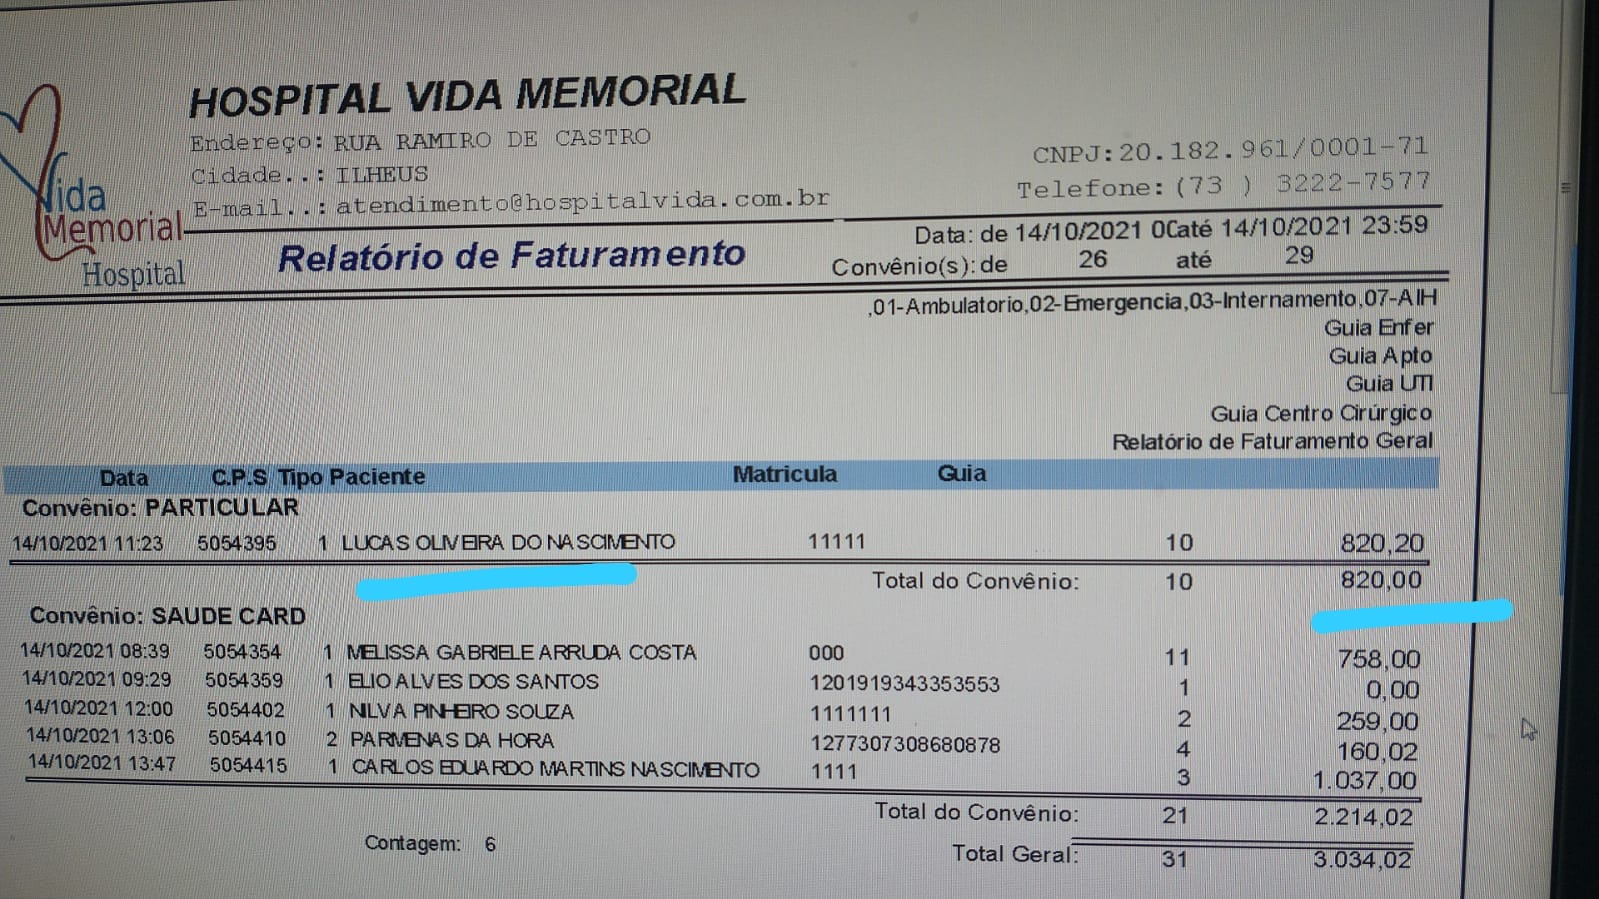 HOSPITAL VIDA MEMORIAL
Endereço: RUA RAMIRO DE CASTRO
Cidade..: ILHEUS
E-mail..: atendimento@hospitalvida.com.br
CNPJ:20.182.961/0001-71
Telefone:(73 ) 3222-7577
Vida
Memorial
Hospital
Relatório de Faturamento
Data: de 14/10/2021 0C até 14/10/2021 23:59
Convênio(s): de 26 até 29
,01-Ambulatorio,02-Emergencia,03-Internamento,07-AIH
Guia Enfer
Guia Apto
Guia UTI
Guia Centro Cirúrgico
Relatório de Faturamento Geral
Data C.P.S Tipo Paciente Matricula Guia
Convênio: PARTICULAR
14/10/2021 11:23 5054395 1 LUCAS OLIVEIRA DO NASCIMENTO 11111 10 820,20
Total do Convênio: 10 820,00
Convênio: SAUDE CARD
14/10/2021 08:39 5054354 1 MELISSA GABRIELE ARRUDA COSTA 000 11 758,00
14/10/2021 09:29 5054359 1 ELIO ALVES DOS SANTOS 1201919343353553 1 0,00
14/10/2021 12:00 5054402 1 NILVA PINHEIRO SOUZA 1111111 2 259,00
14/10/2021 13:06 5054410 2 PARMENAS DA HORA 1277307308680878 4 160,02
14/10/2021 13:47 5054415 1 CARLOS EDUARDO MARTINS NASCIMENTO 1111 3 1.037,00
Total do Convênio: 21 2.214,02
Contagem: 6
Total Geral: 31 3.034,02